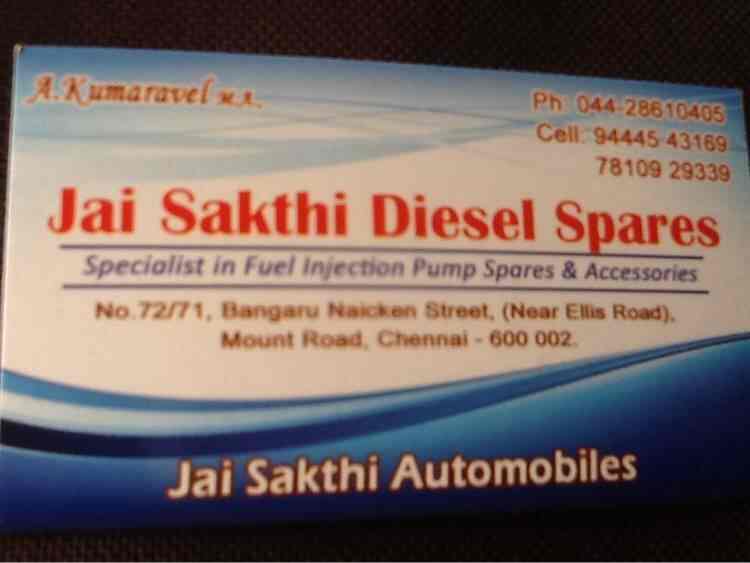 A.Kumaravel M.A.,
Ph: 044-28610405
Cell: 94445 43169
78109 29339
Jai Sakthi Diesel Spares
Specialist in Fuel Injection Pump Spares & Accessories
No.72/71, Bangaru Naicken Street, (Near Ellis Road),
Mount Road, Chennai - 600 002.
Jai Sakthi Automobiles